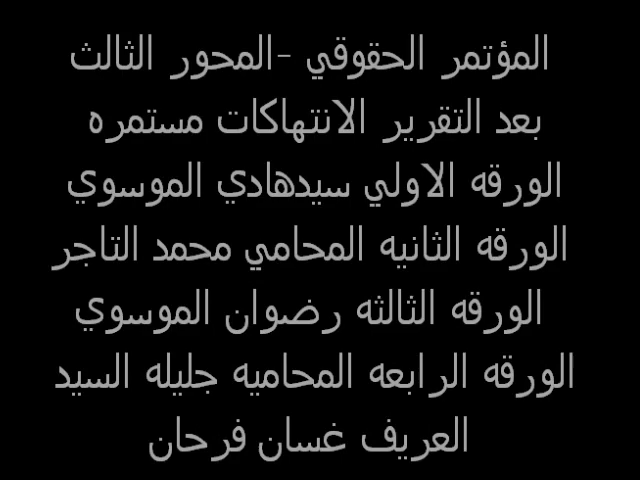 المؤتمر الحقوقي -المحور الثالث
بعد التقرير الانتهاكات مستمره
الورقه الاولي سيدهادي الموسوي
الورقه الثانيه المحامي محمد التاجر
الورقه الثالثه رضوان الموسوي
الورقه الرابعه المحاميه جليله السيد
العريف غسان فرحان